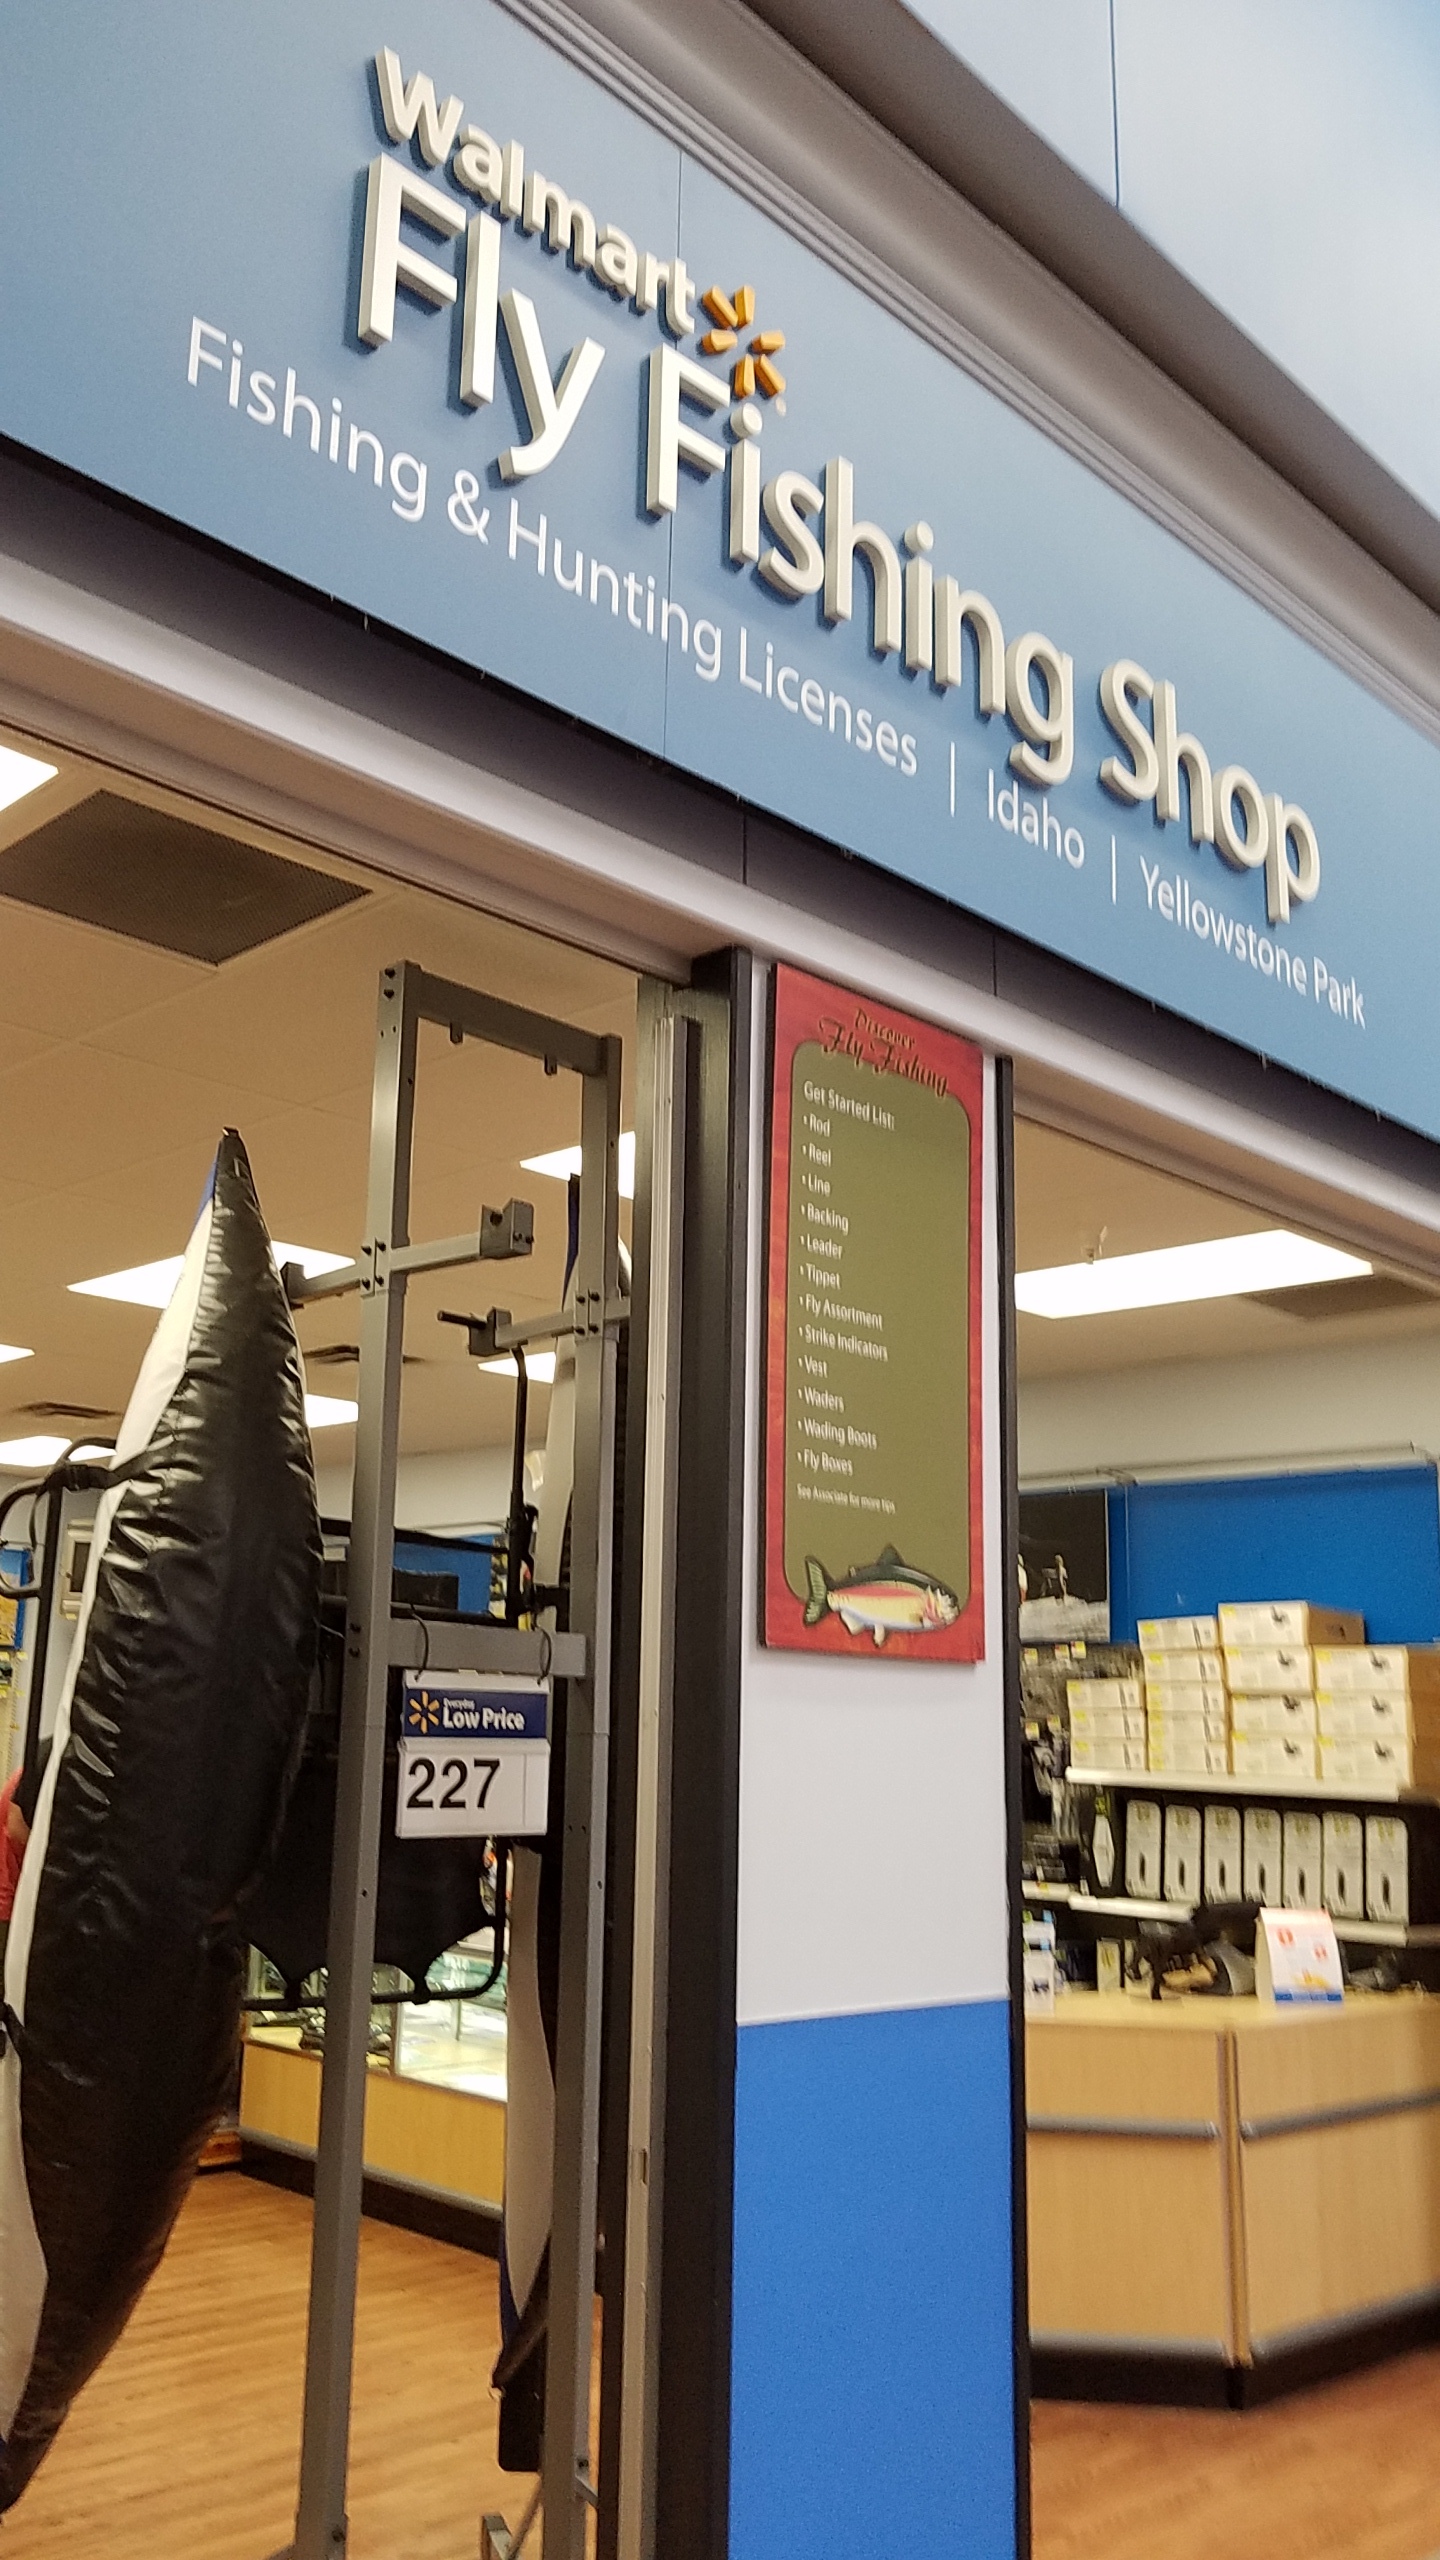 Walmart
Fly Fishing Shop
Fishing & Hunting Licenses | Idaho | Yellowstone Park
Discover
Fly Fishing
Get Started List:
• Rod
• Reel
• Line
• Backing
• Leader
• Tippet
• Fly Assortment
• Strike Indicators
• Vest
• Waders
• Wading Boots
• Fly Boxes
See Associate for more tips
Everyday
Low Price
227